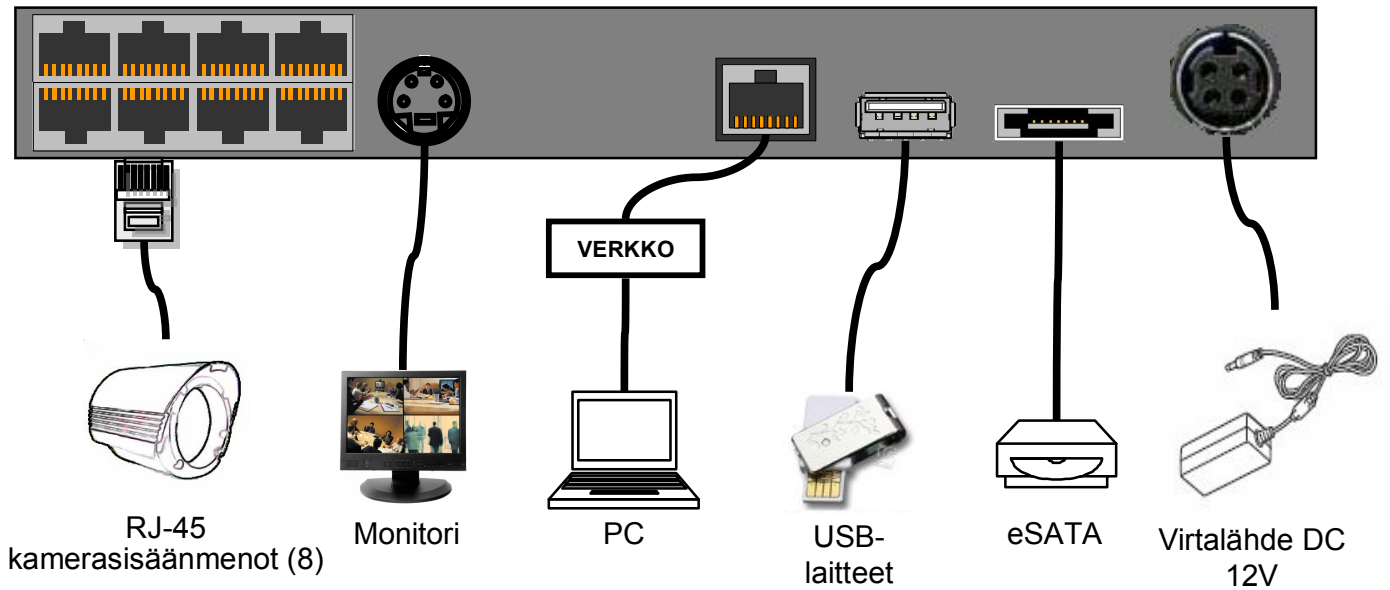 VERKKO
RJ-45
kamerasisäänmenot (8)
Monitori
PC
USB-
laitteet
eSATA
Virtalähde DC
12V